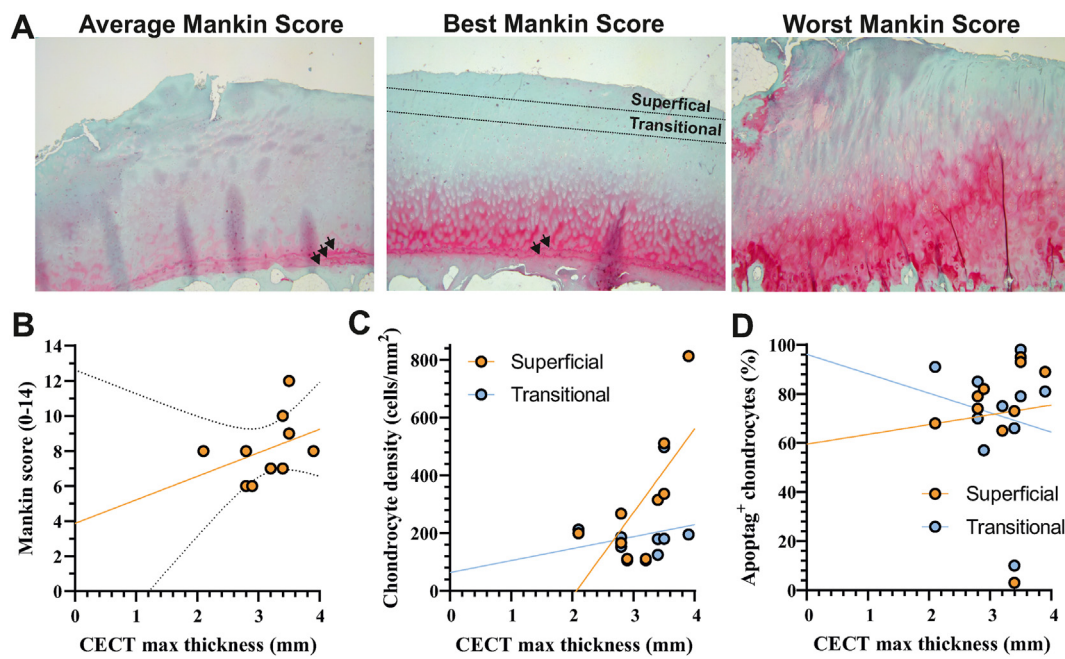 A
Average Mankin Score
Best Mankin Score
Worst Mankin Score
Superfical
Transitional
B
Mankin score (0-14)
14
12
10
8
6
4
2
0
0 1 2 3 4
CECT max thickness (mm)
C
Chondrocyte density (cells/mm²)
800
600
400
200
0
Superficial
Transitional
0 1 2 3 4
CECT max thickness (mm)
D
Apoptag⁺ chondrocytes (%)
100
80
60
40
20
0
Superficial
Transitional
0 1 2 3 4
CECT max thickness (mm)